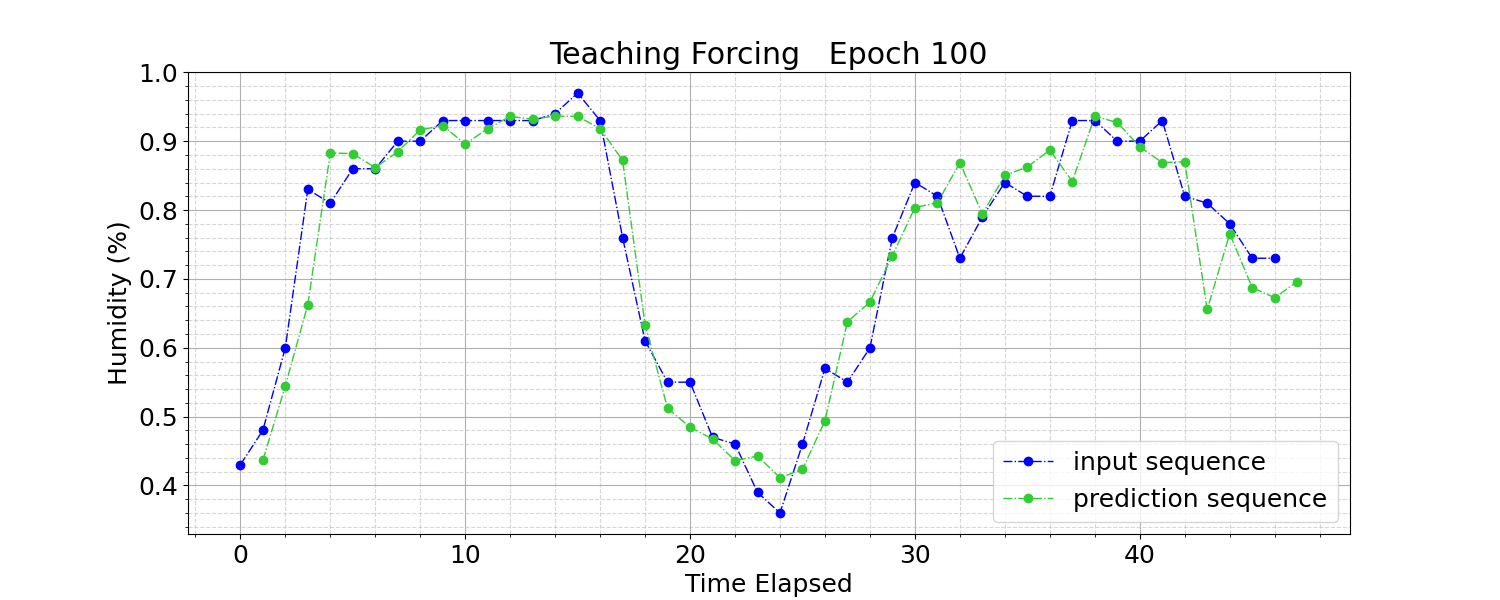 Teaching Forcing   Epoch 100
1.0
0.9
0.8
0.7
0.6
0.5
0.4
Humidity (%)
input sequence
prediction sequence
0 10 20 30 40
Time Elapsed